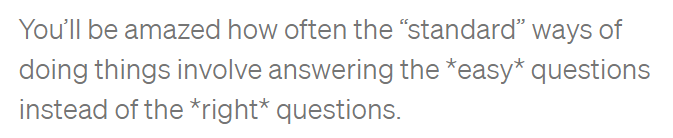 You’ll be amazed how often the “standard” ways of
doing things involve answering the *easy* questions
instead of the *right* questions.